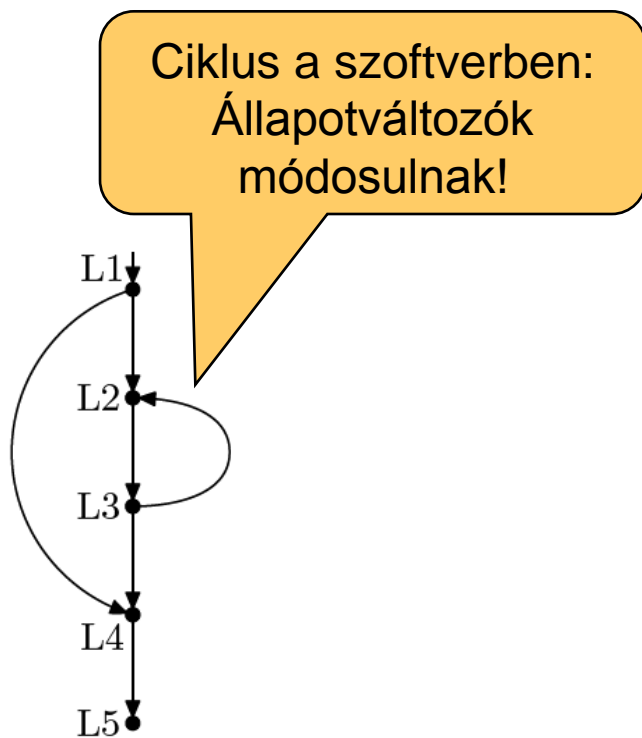 Ciklus a szoftverben:
Állapotváltozók
módosulnak!
L1
L2
L3
L4
L5